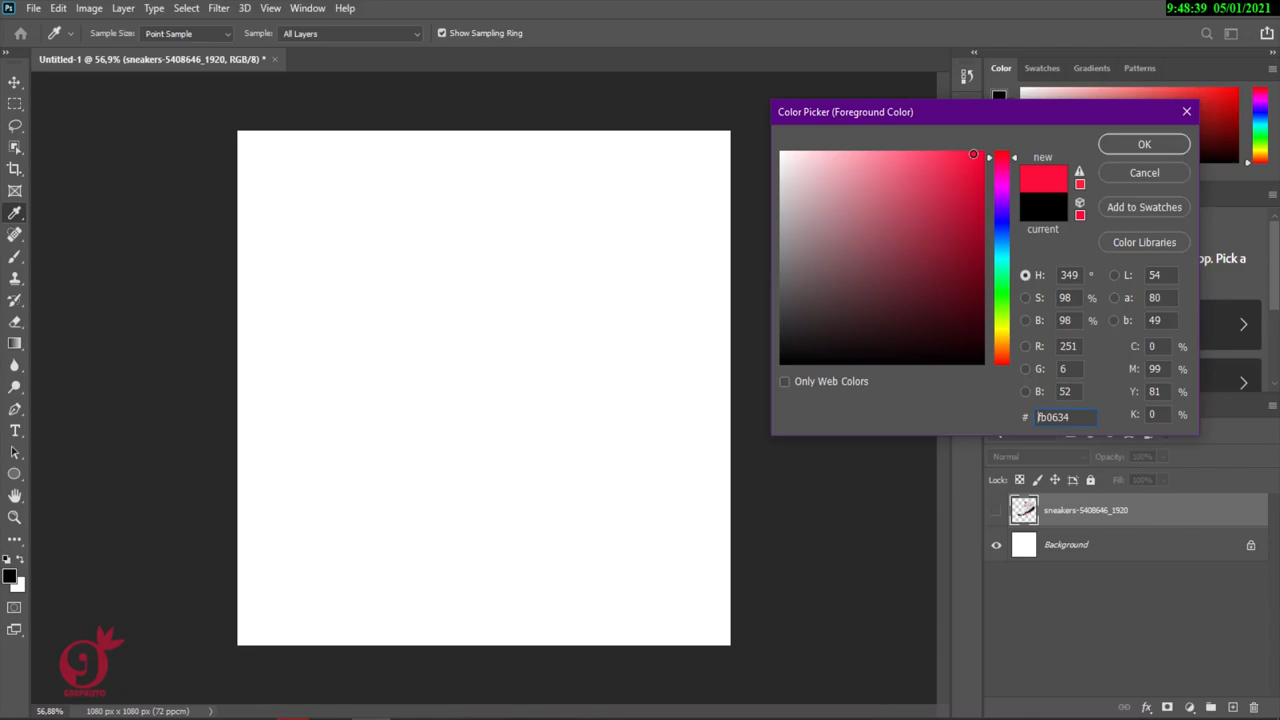 Ps File Edit Image Layer Type Select Filter 3D View Window Help
9:48:39 05/01/2021
Sample Size: Point Sample Sample: All Layers Show Sampling Ring
Untitled-1 @ 56,9% (sneakers-5408646_1920, RGB/8) * ×
Color Swatches Gradients Patterns
Color Picker (Foreground Color)
new
OK
Cancel
Add to Swatches
current
Color Libraries
op. Pick a
H: 349 ° L: 54
S: 98 % a: 80
B: 98 % b: 49
R: 251 C: 0 %
G: 6 M: 99 %
Only Web Colors
B: 52 Y: 81 %
# fb0634 K: 0 %
Normal Opacity: 100%
Lock: Fill: 100%
sneakers-5408646_1920
Background
56,88% 1080 px x 1080 px (72 ppcm)